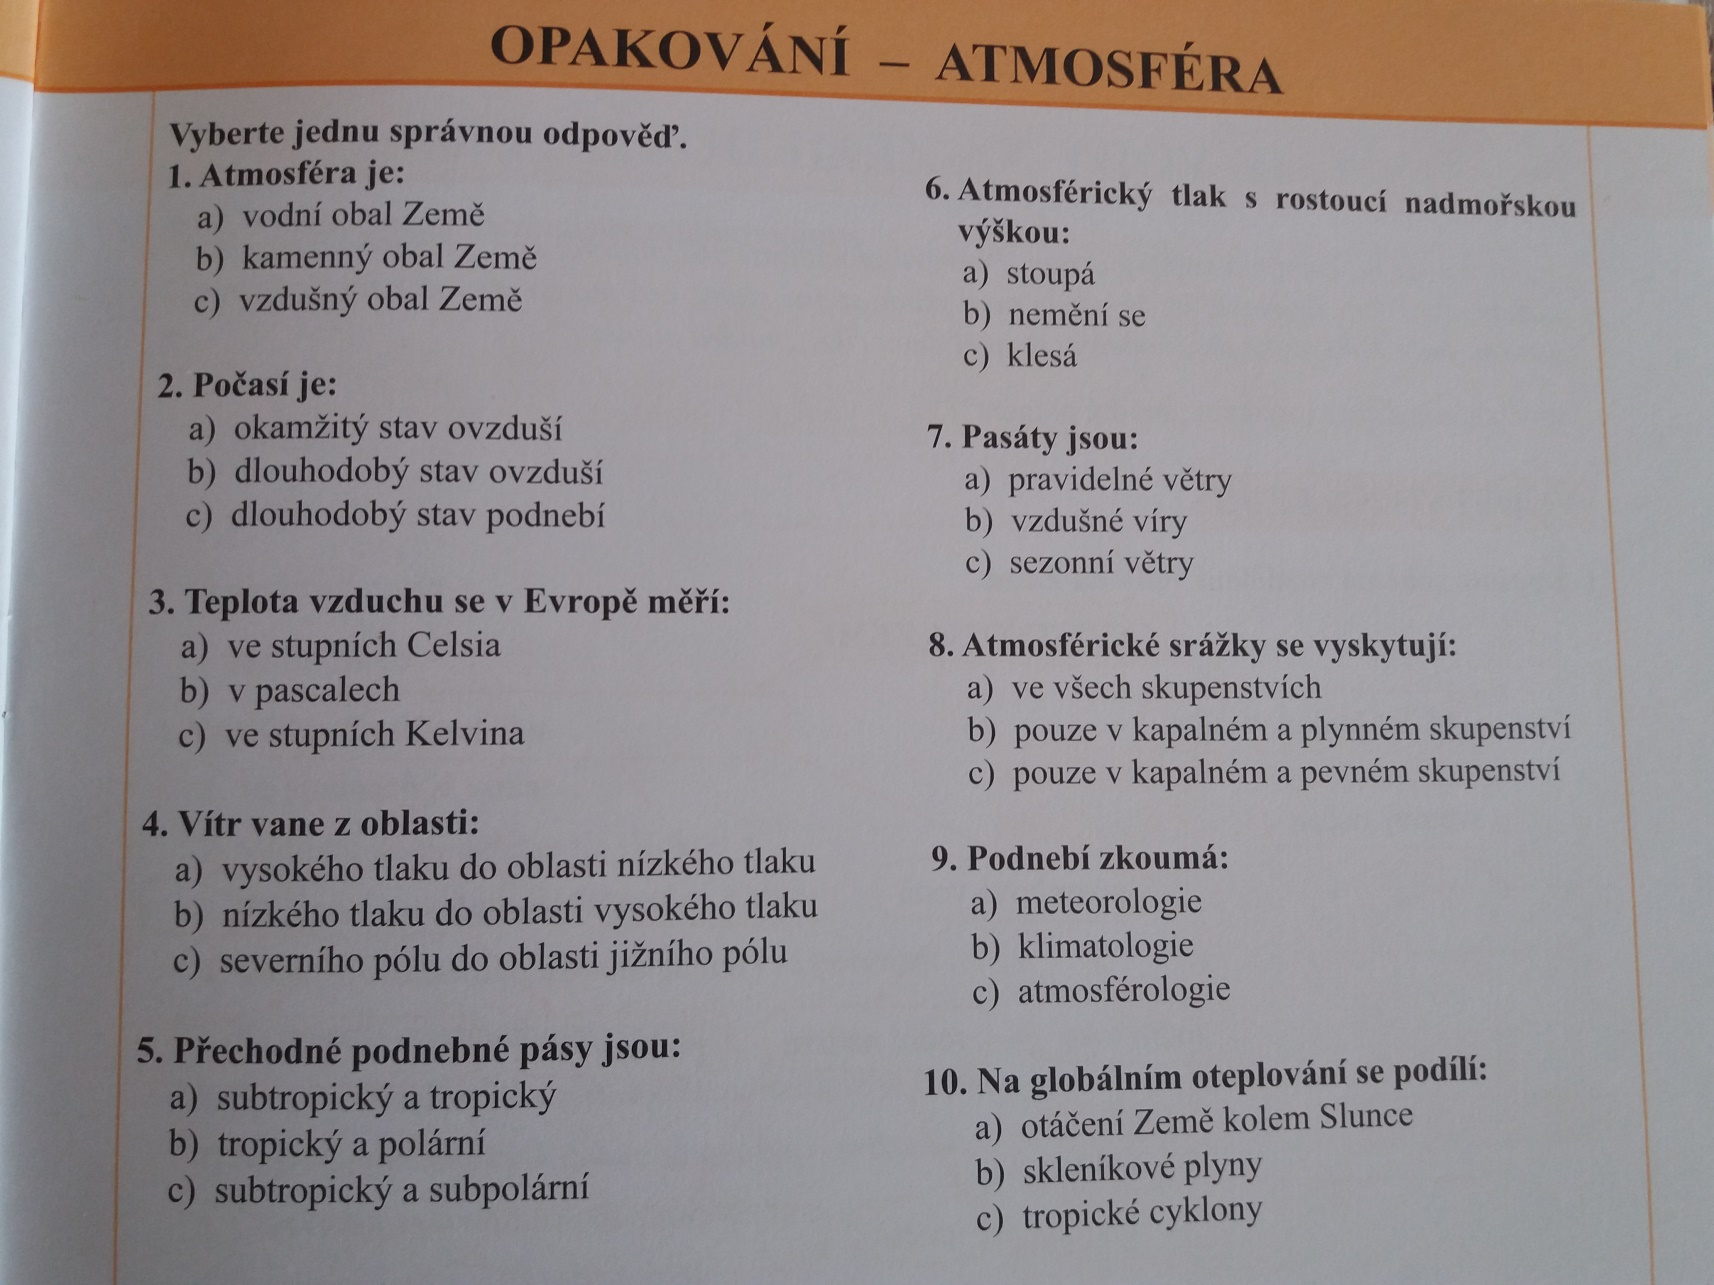 OPAKOVÁNÍ – ATMOSFÉRA
Vyberte jednu správnou odpověď.
1. Atmosféra je:
a) vodní obal Země
b) kamenný obal Země
c) vzdušný obal Země
2. Počasí je:
a) okamžitý stav ovzduší
b) dlouhodobý stav ovzduší
c) dlouhodobý stav podnebí
3. Teplota vzduchu se v Evropě měří:
a) ve stupních Celsia
b) v pascalech
c) ve stupních Kelvina
4. Vítr vane z oblasti:
a) vysokého tlaku do oblasti nízkého tlaku
b) nízkého tlaku do oblasti vysokého tlaku
c) severního pólu do oblasti jižního pólu
5. Přechodné podnebné pásy jsou:
a) subtropický a tropický
b) tropický a polární
c) subtropický a subpolární
6. Atmosférický tlak s rostoucí nadmořskou
výškou:
a) stoupá
b) nemění se
c) klesá
7. Pasáty jsou:
a) pravidelné větry
b) vzdušné víry
c) sezonní větry
8. Atmosférické srážky se vyskytují:
a) ve všech skupenstvích
b) pouze v kapalném a plynném skupenství
c) pouze v kapalném a pevném skupenství
9. Podnebí zkoumá:
a) meteorologie
b) klimatologie
c) atmosférologie
10. Na globálním oteplování se podílí:
a) otáčení Země kolem Slunce
b) skleníkové plyny
c) tropické cyklony